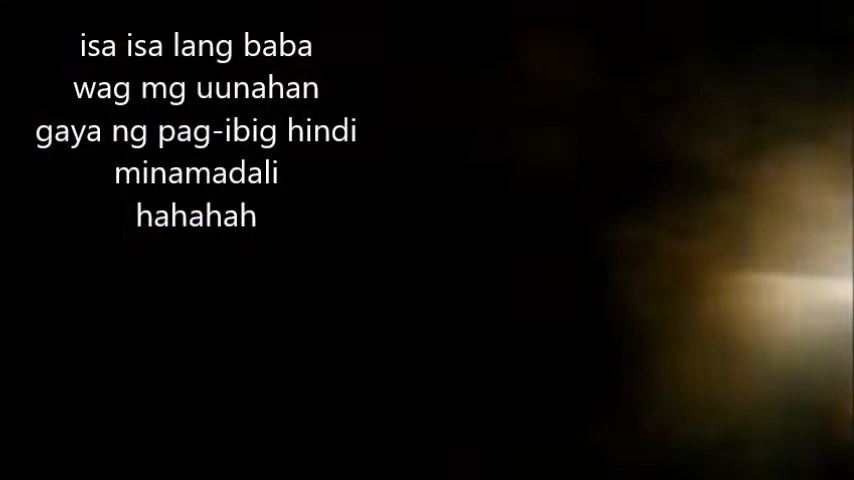 isa isa lang baba
wag mg uunahan
gaya ng pag-ibig hindi
minamadali
hahahah